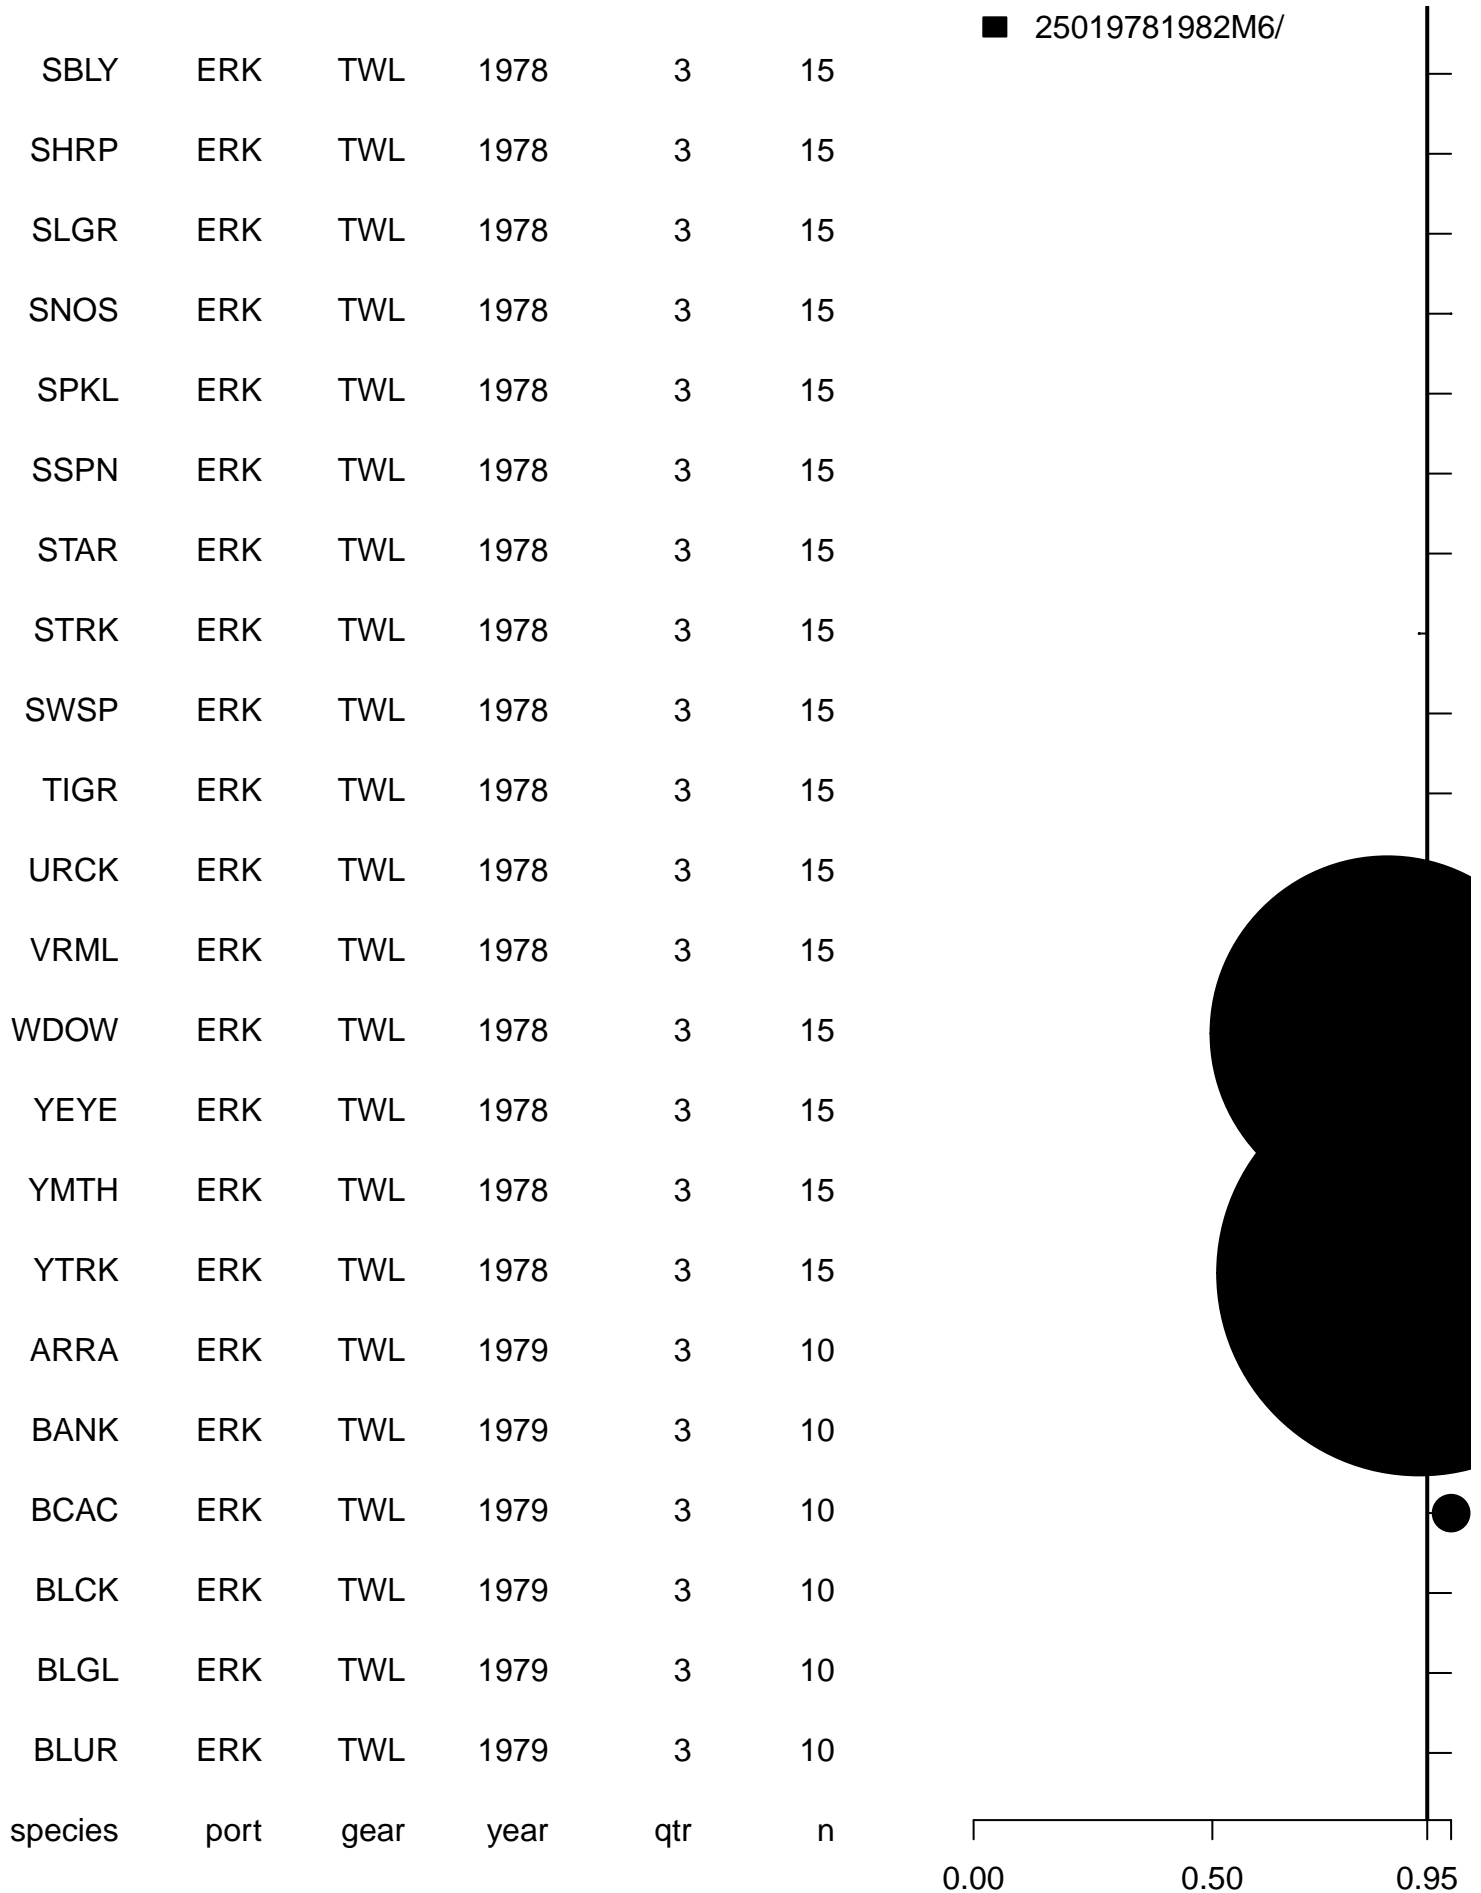 25019781982M6/
SBLY ERK TWL 1978 3 15
SHRP ERK TWL 1978 3 15
SLGR ERK TWL 1978 3 15
SNOS ERK TWL 1978 3 15
SPKL ERK TWL 1978 3 15
SSPN ERK TWL 1978 3 15
STAR ERK TWL 1978 3 15
STRK ERK TWL 1978 3 15
SWSP ERK TWL 1978 3 15
TIGR ERK TWL 1978 3 15
URCK ERK TWL 1978 3 15
VRML ERK TWL 1978 3 15
WDOW ERK TWL 1978 3 15
YEYE ERK TWL 1978 3 15
YMTH ERK TWL 1978 3 15
YTRK ERK TWL 1978 3 15
ARRA ERK TWL 1979 3 10
BANK ERK TWL 1979 3 10
BCAC ERK TWL 1979 3 10
BLCK ERK TWL 1979 3 10
BLGL ERK TWL 1979 3 10
BLUR ERK TWL 1979 3 10
species port gear year qtr n
0.00 0.50 0.95